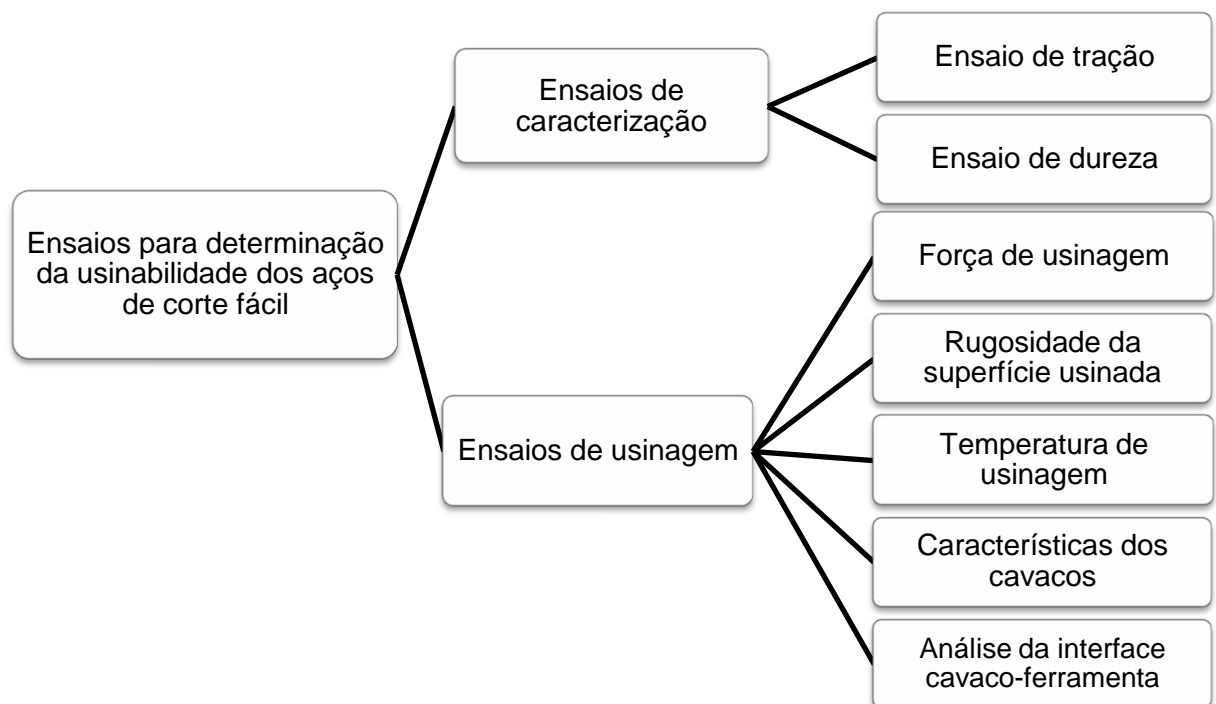 Ensaios para determinação
da usinabilidade dos aços
de corte fácil
Ensaios de
caracterização
Ensaio de tração
Ensaio de dureza
Ensaios de usinagem
Força de usinagem
Rugosidade da
superfície usinada
Temperatura de
usinagem
Características dos
cavacos
Análise da interface
cavaco-ferramenta